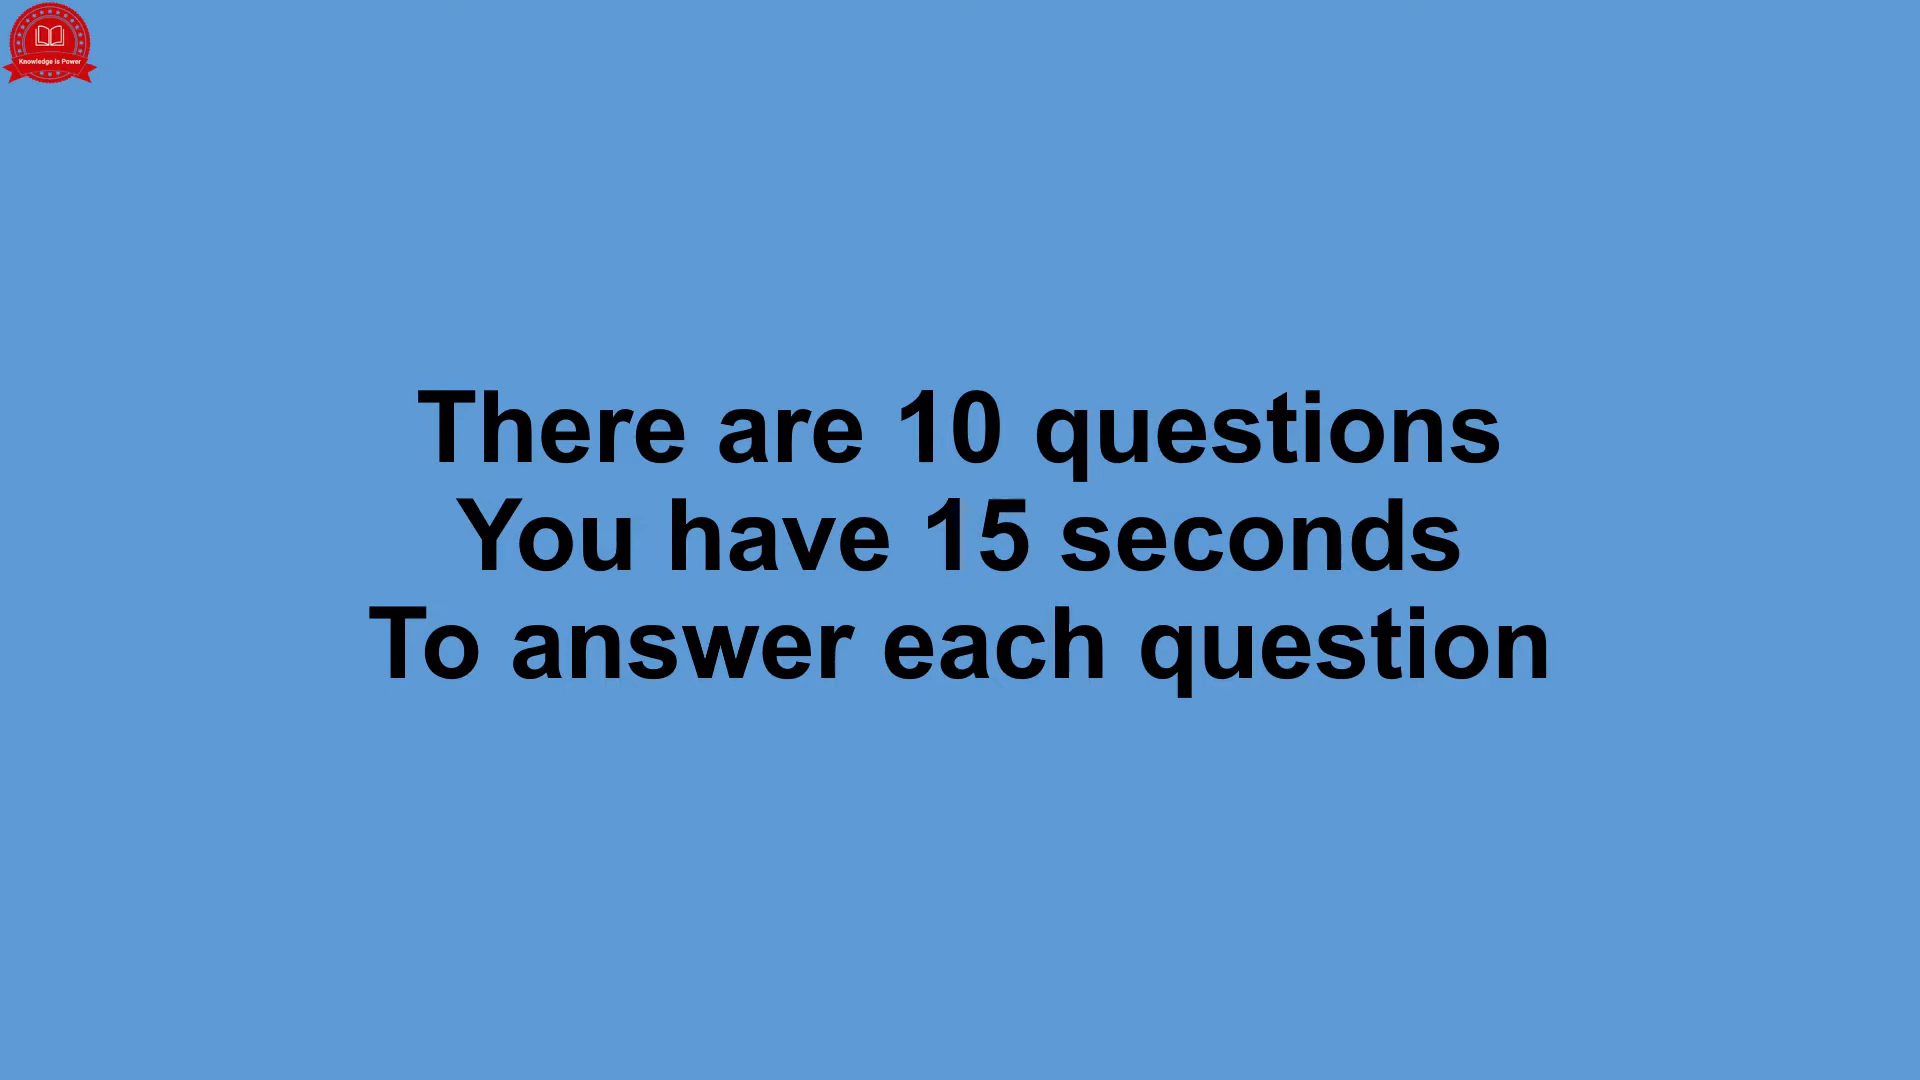 Knowledge is Power
There are 10 questions
You have 15 seconds
To answer each question